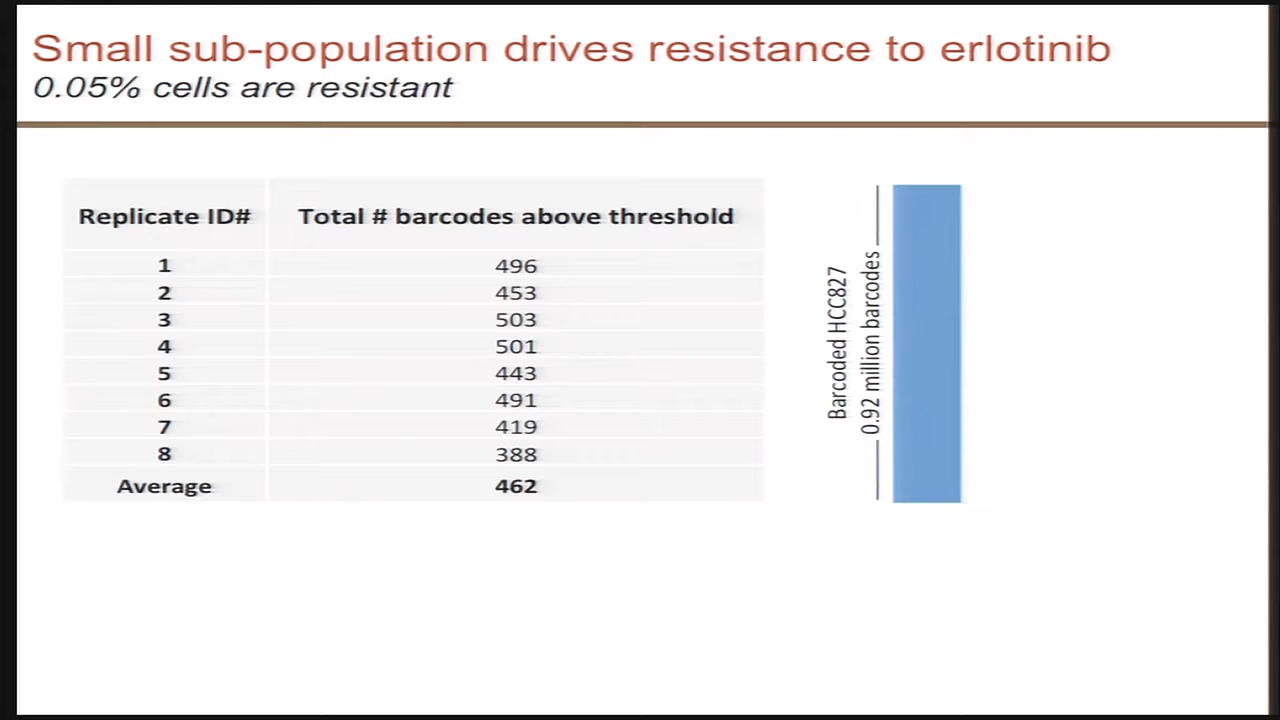 Small sub-population drives resistance to erlotinib
0.05% cells are resistant
Replicate ID# Total # barcodes above threshold
1 496
2 453
3 503
4 501
5 443
6 491
7 419
8 388
Average 462
Barcoded HCC827
0.92 million barcodes